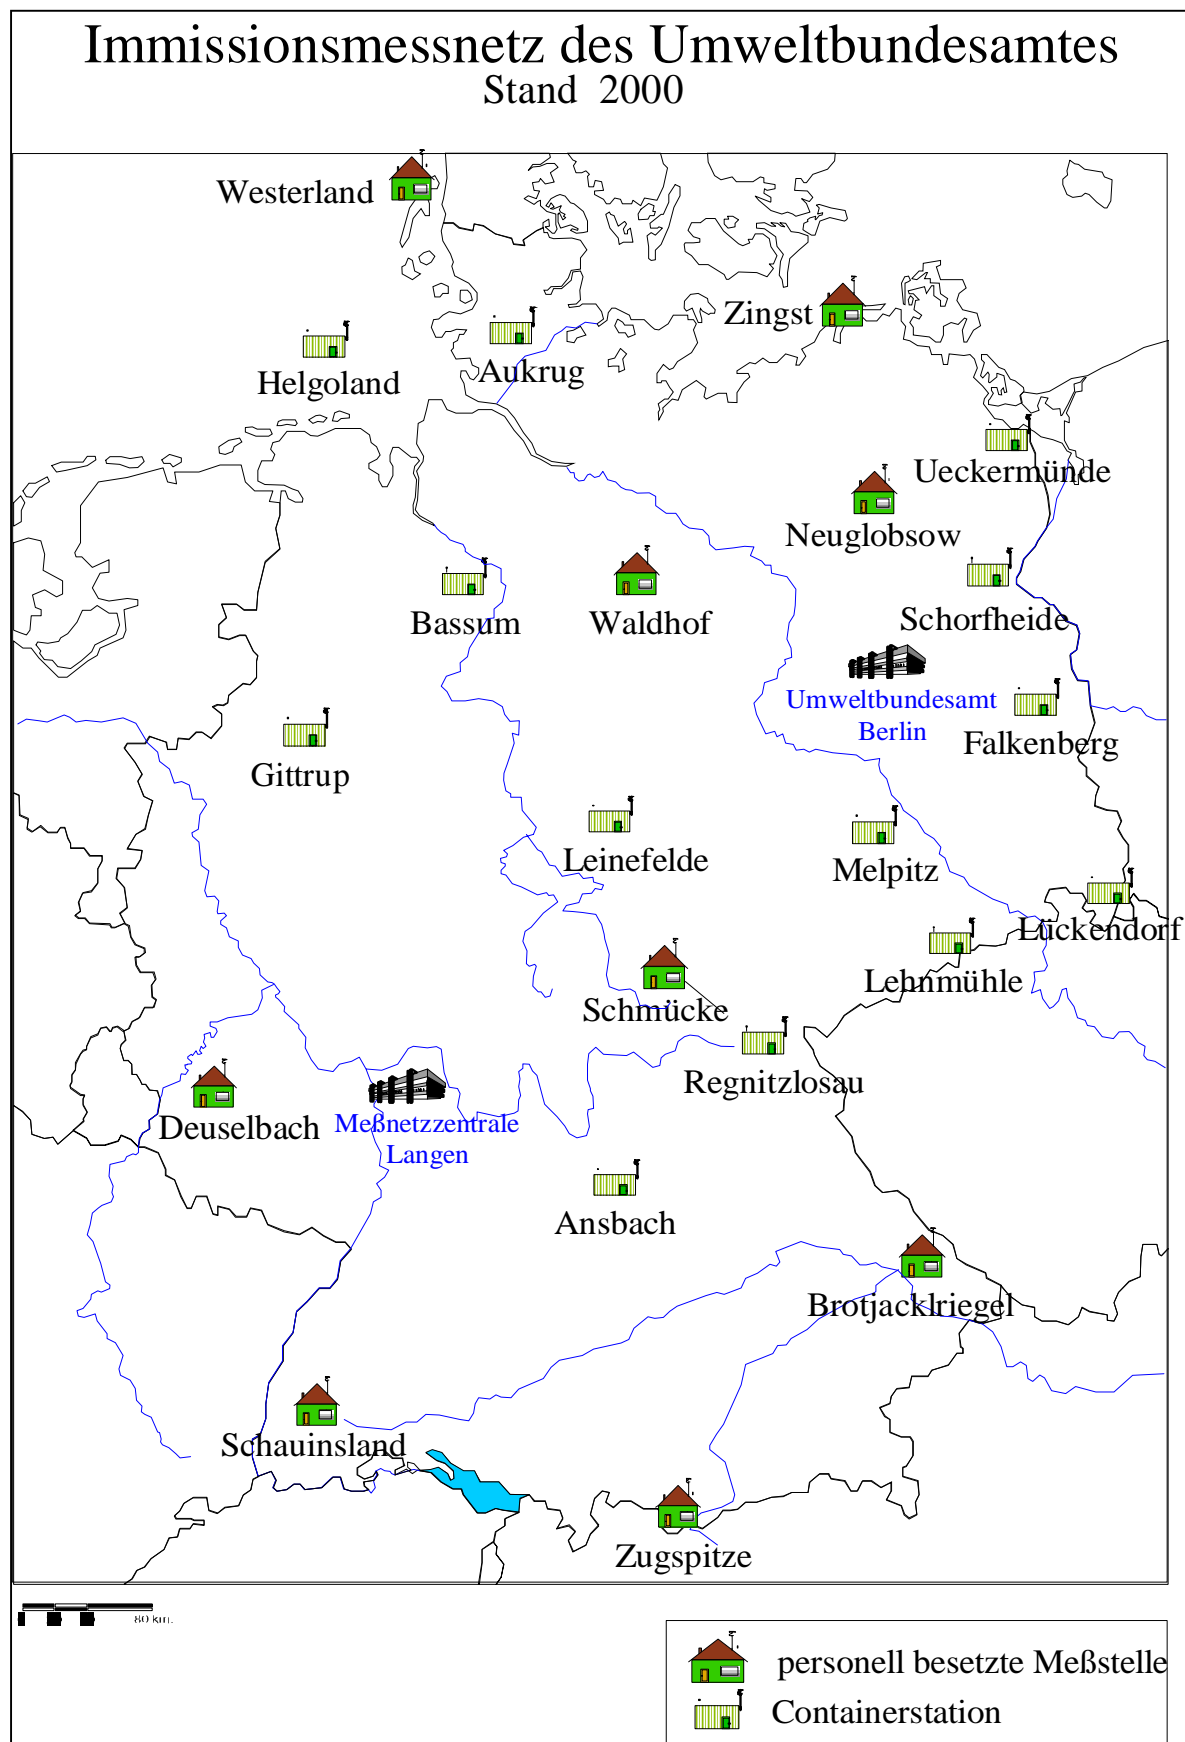 Immissionsmessnetz des Umweltbundesamtes
Stand 2000
Westerland
Zingst
Helgoland
Aukrug
Ueckermünde
Neuglobsow
Bassum
Waldhof
Schorfheide
Umweltbundesamt
Berlin
Falkenberg
Gittrup
Leinefelde
Melpitz
Lückendorf
Lehnmühle
Schmücke
Regnitzlosau
Deuselbach
Meßnetzzentrale
Langen
Ansbach
Brotjacklriegel
Schauinsland
Zugspitze
80 km.
personell besetzte Meßstelle
Containerstation